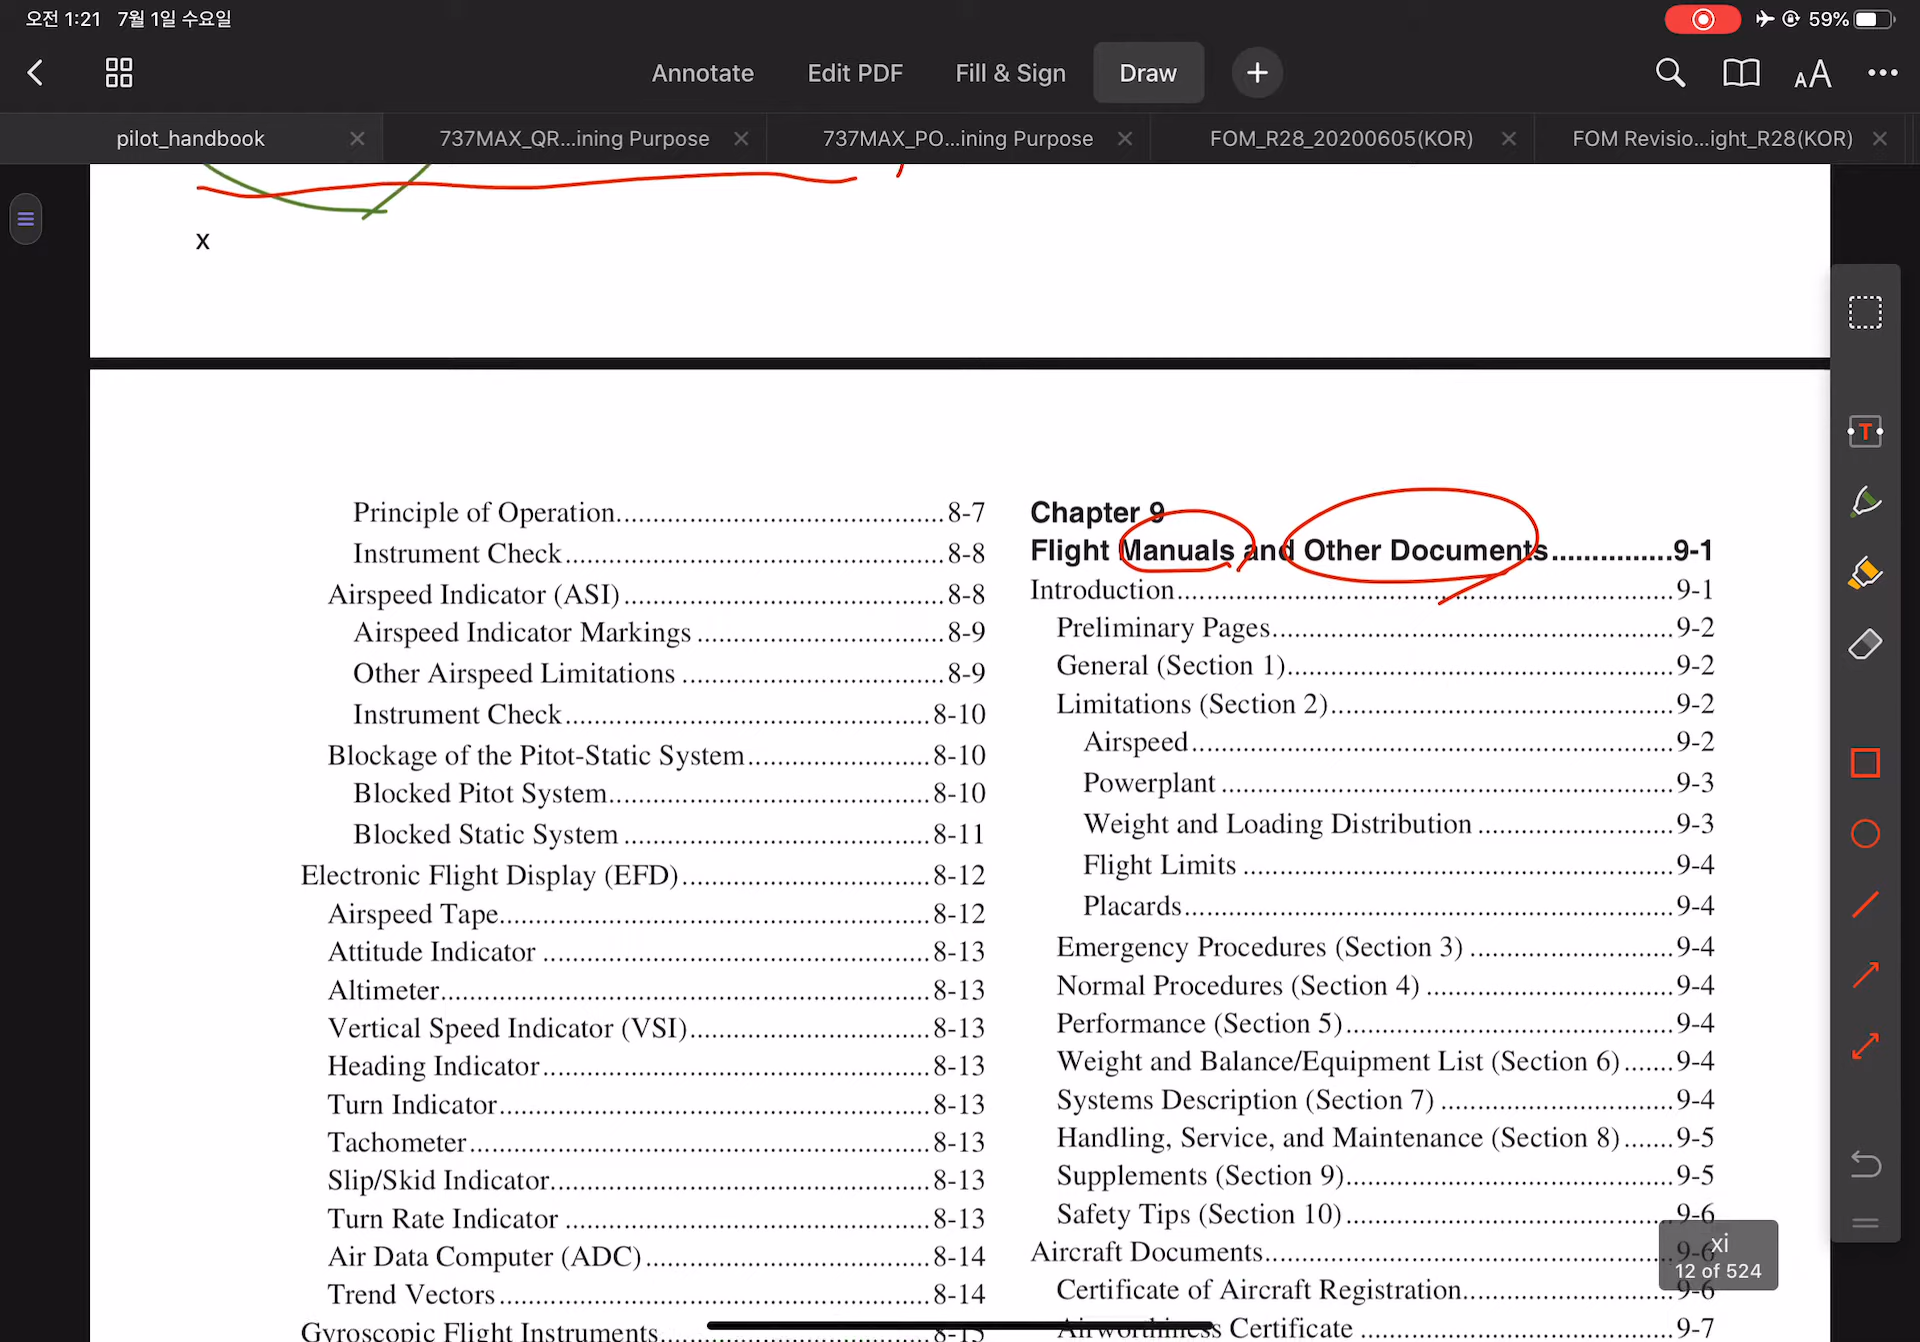 오전 1:21 7월 1일 수요일
59%
Annotate Edit PDF Fill & Sign Draw
AA
pilot_handbook
737MAX_QR...ining Purpose
737MAX_PO...ining Purpose
FOM_R28_20200605(KOR)
FOM Revisio...ight_R28(KOR)
x
Principle of Operation 8-7
Instrument Check 8-8
Airspeed Indicator (ASI) 8-8
Airspeed Indicator Markings 8-9
Other Airspeed Limitations 8-9
Instrument Check 8-10
Blockage of the Pitot-Static System 8-10
Blocked Pitot System 8-10
Blocked Static System 8-11
Electronic Flight Display (EFD) 8-12
Airspeed Tape 8-12
Attitude Indicator 8-13
Altimeter 8-13
Vertical Speed Indicator (VSI) 8-13
Heading Indicator 8-13
Turn Indicator 8-13
Tachometer 8-13
Slip/Skid Indicator 8-13
Turn Rate Indicator 8-13
Air Data Computer (ADC) 8-14
Trend Vectors 8-14
Gyroscopic Flight Instruments 8-15
Chapter 9
Flight Manuals and Other Documents 9-1
Introduction 9-1
Preliminary Pages 9-2
General (Section 1) 9-2
Limitations (Section 2) 9-2
Airspeed 9-2
Powerplant 9-3
Weight and Loading Distribution 9-3
Flight Limits 9-4
Placards 9-4
Emergency Procedures (Section 3) 9-4
Normal Procedures (Section 4) 9-4
Performance (Section 5) 9-4
Weight and Balance/Equipment List (Section 6) 9-4
Systems Description (Section 7) 9-4
Handling, Service, and Maintenance (Section 8) 9-5
Supplements (Section 9) 9-5
Safety Tips (Section 10) 9-6
Aircraft Documents 9-6
Certificate of Aircraft Registration 9-6
Airworthiness Certificate 9-7
T
xi
12 of 524